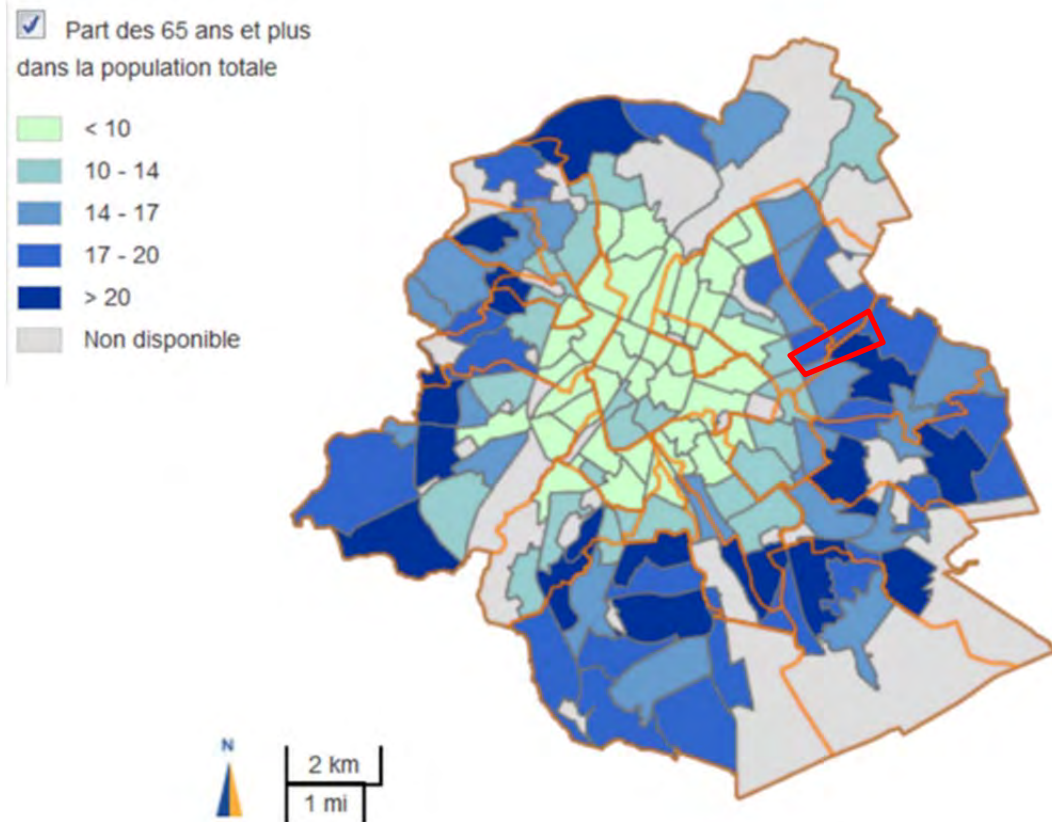 Part des 65 ans et plus
dans la population totale
< 10
10 - 14
14 - 17
17 - 20
> 20
Non disponible
N
2 km
1 mi